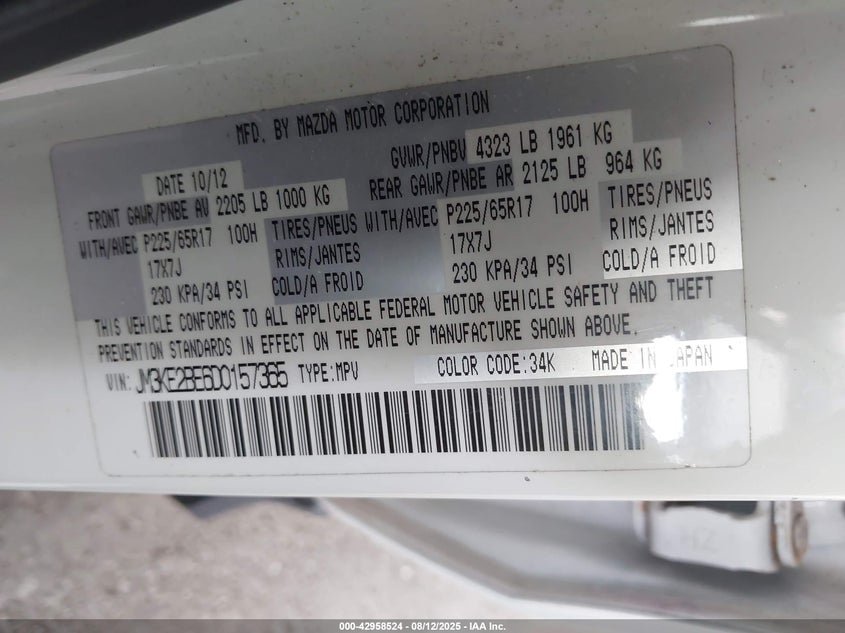 MFD. BY MAZDA MOTOR CORPORATION
DATE 10/12 GVWR/PNBV 4323 LB 1961 KG
FRONT GAWR/PNBE AV 2205 LB 1000 KG REAR GAWR/PNBE AR 2125 LB 964 KG
WITH/AVEC P225/65R17 100H TIRES/PNEUS WITH/AVEC P225/65R17 100H TIRES/PNEUS
17X7J RIMS/JANTES 17X7J RIMS/JANTES
230 KPA/34 PSI COLD/A FROID 230 KPA/34 PSI COLD/A FROID
THIS VEHICLE CONFORMS TO ALL APPLICABLE FEDERAL MOTOR VEHICLE SAFETY AND THEFT
PREVENTION STANDARDS IN EFFECT ON THE DATE OF MANUFACTURE SHOWN ABOVE.
VIN: JM3KE2BE6D0157365 TYPE:MPV COLOR CODE:34K MADE IN JAPAN
HZ
000-42958524 - 08/12/2025 - IAA Inc.